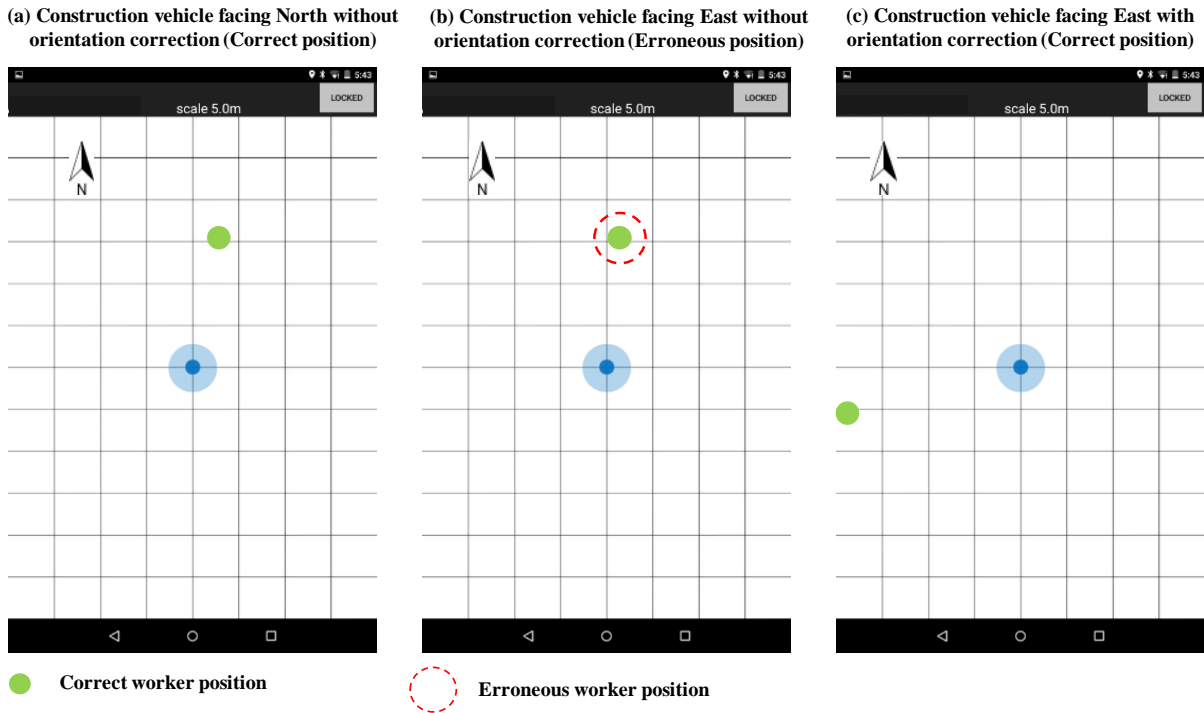 (a) Construction vehicle facing North without
orientation correction (Correct position)
(b) Construction vehicle facing East without
orientation correction (Erroneous position)
(c) Construction vehicle facing East with
orientation correction (Correct position)
5:43
LOCKED
scale 5.0m
N
5:43
LOCKED
scale 5.0m
N
5:43
LOCKED
scale 5.0m
N
Correct worker position
Erroneous worker position